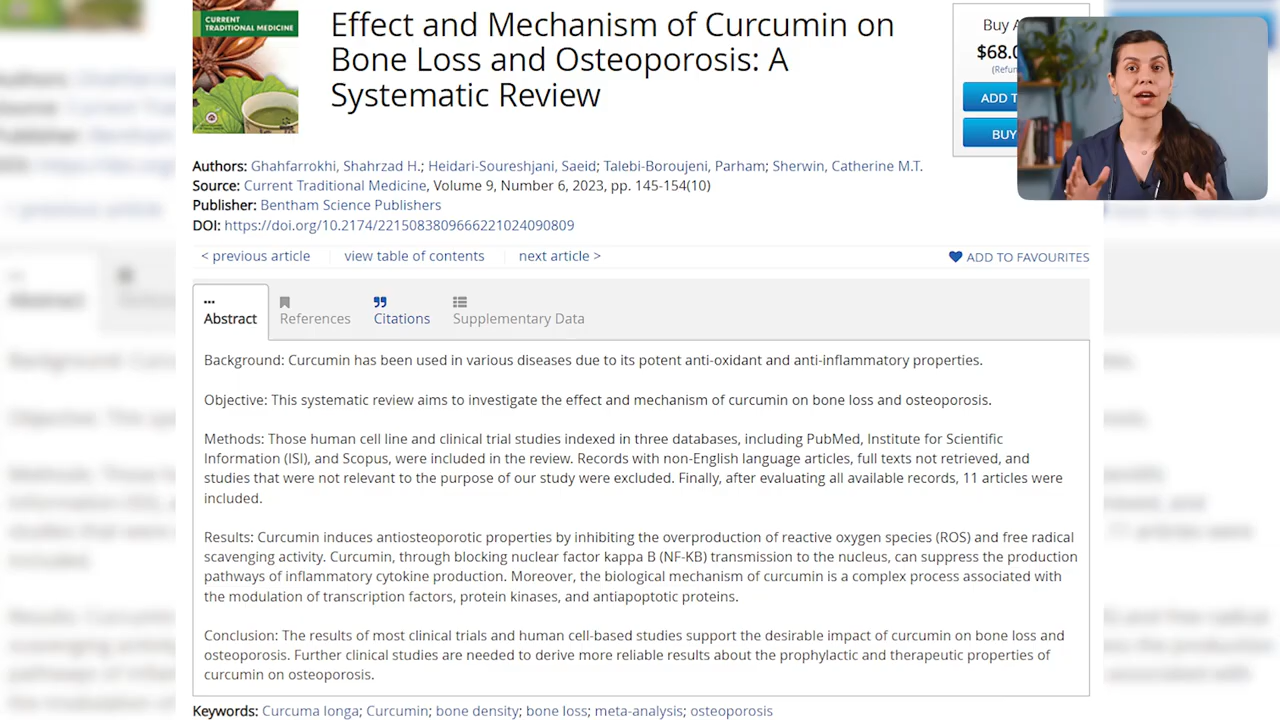 CURRENT
TRADITIONAL MEDICINE
Effect and Mechanism of Curcumin on
Bone Loss and Osteoporosis: A
Systematic Review
Buy
$68.0
(Refun
ADD T
BUY
Authors: Ghahfarrokhi, Shahrzad H.; Heidari-Soureshjani, Saeid; Talebi-Boroujeni, Parham; Sherwin, Catherine M.T.
Source: Current Traditional Medicine, Volume 9, Number 6, 2023, pp. 145-154(10)
Publisher: Bentham Science Publishers
DOI: https://doi.org/10.2174/2215083809666221024090809
< previous article view table of contents next article >
ADD TO FAVOURITES
Abstract References Citations Supplementary Data
Background: Curcumin has been used in various diseases due to its potent anti-oxidant and anti-inflammatory properties.
Objective: This systematic review aims to investigate the effect and mechanism of curcumin on bone loss and osteoporosis.
Methods: Those human cell line and clinical trial studies indexed in three databases, including PubMed, Institute for Scientific
Information (ISI), and Scopus, were included in the review. Records with non-English language articles, full texts not retrieved, and
studies that were not relevant to the purpose of our study were excluded. Finally, after evaluating all available records, 11 articles were
included.
Results: Curcumin induces antiosteoporotic properties by inhibiting the overproduction of reactive oxygen species (ROS) and free radical
scavenging activity. Curcumin, through blocking nuclear factor kappa B (NF-KB) transmission to the nucleus, can suppress the production
pathways of inflammatory cytokine production. Moreover, the biological mechanism of curcumin is a complex process associated with
the modulation of transcription factors, protein kinases, and antiapoptotic proteins.
Conclusion: The results of most clinical trials and human cell-based studies support the desirable impact of curcumin on bone loss and
osteoporosis. Further clinical studies are needed to derive more reliable results about the prophylactic and therapeutic properties of
curcumin on osteoporosis.
Keywords: Curcuma longa; Curcumin; bone density; bone loss; meta-analysis; osteoporosis